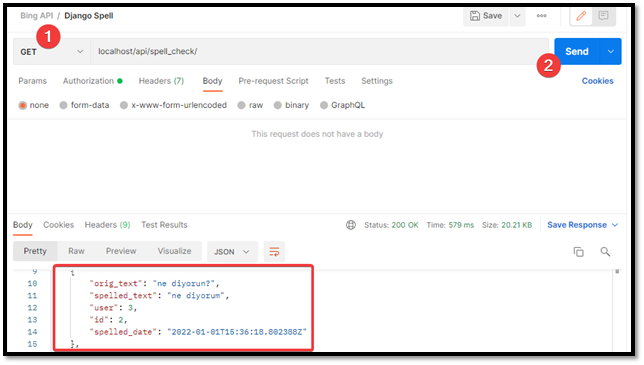 Bing API / Django Spell
Save
GET
localhost/api/spell_check/
Send
1
2
Params Authorization Headers (7) Body Pre-request Script Tests Settings Cookies
none form-data x-www-form-urlencoded raw binary GraphQL
This request does not have a body
Body Cookies Headers (9) Test Results Status: 200 OK Time: 579 ms Size: 20.21 KB Save Response
Pretty Raw Preview Visualize JSON
9 {
10 "orig_text": "ne diyorun?",
11 "spelled_text": "ne diyorum",
12 "user": 3,
13 "id": 2,
14 "spelled_date": "2022-01-01T15:36:18.802388Z"
15 },